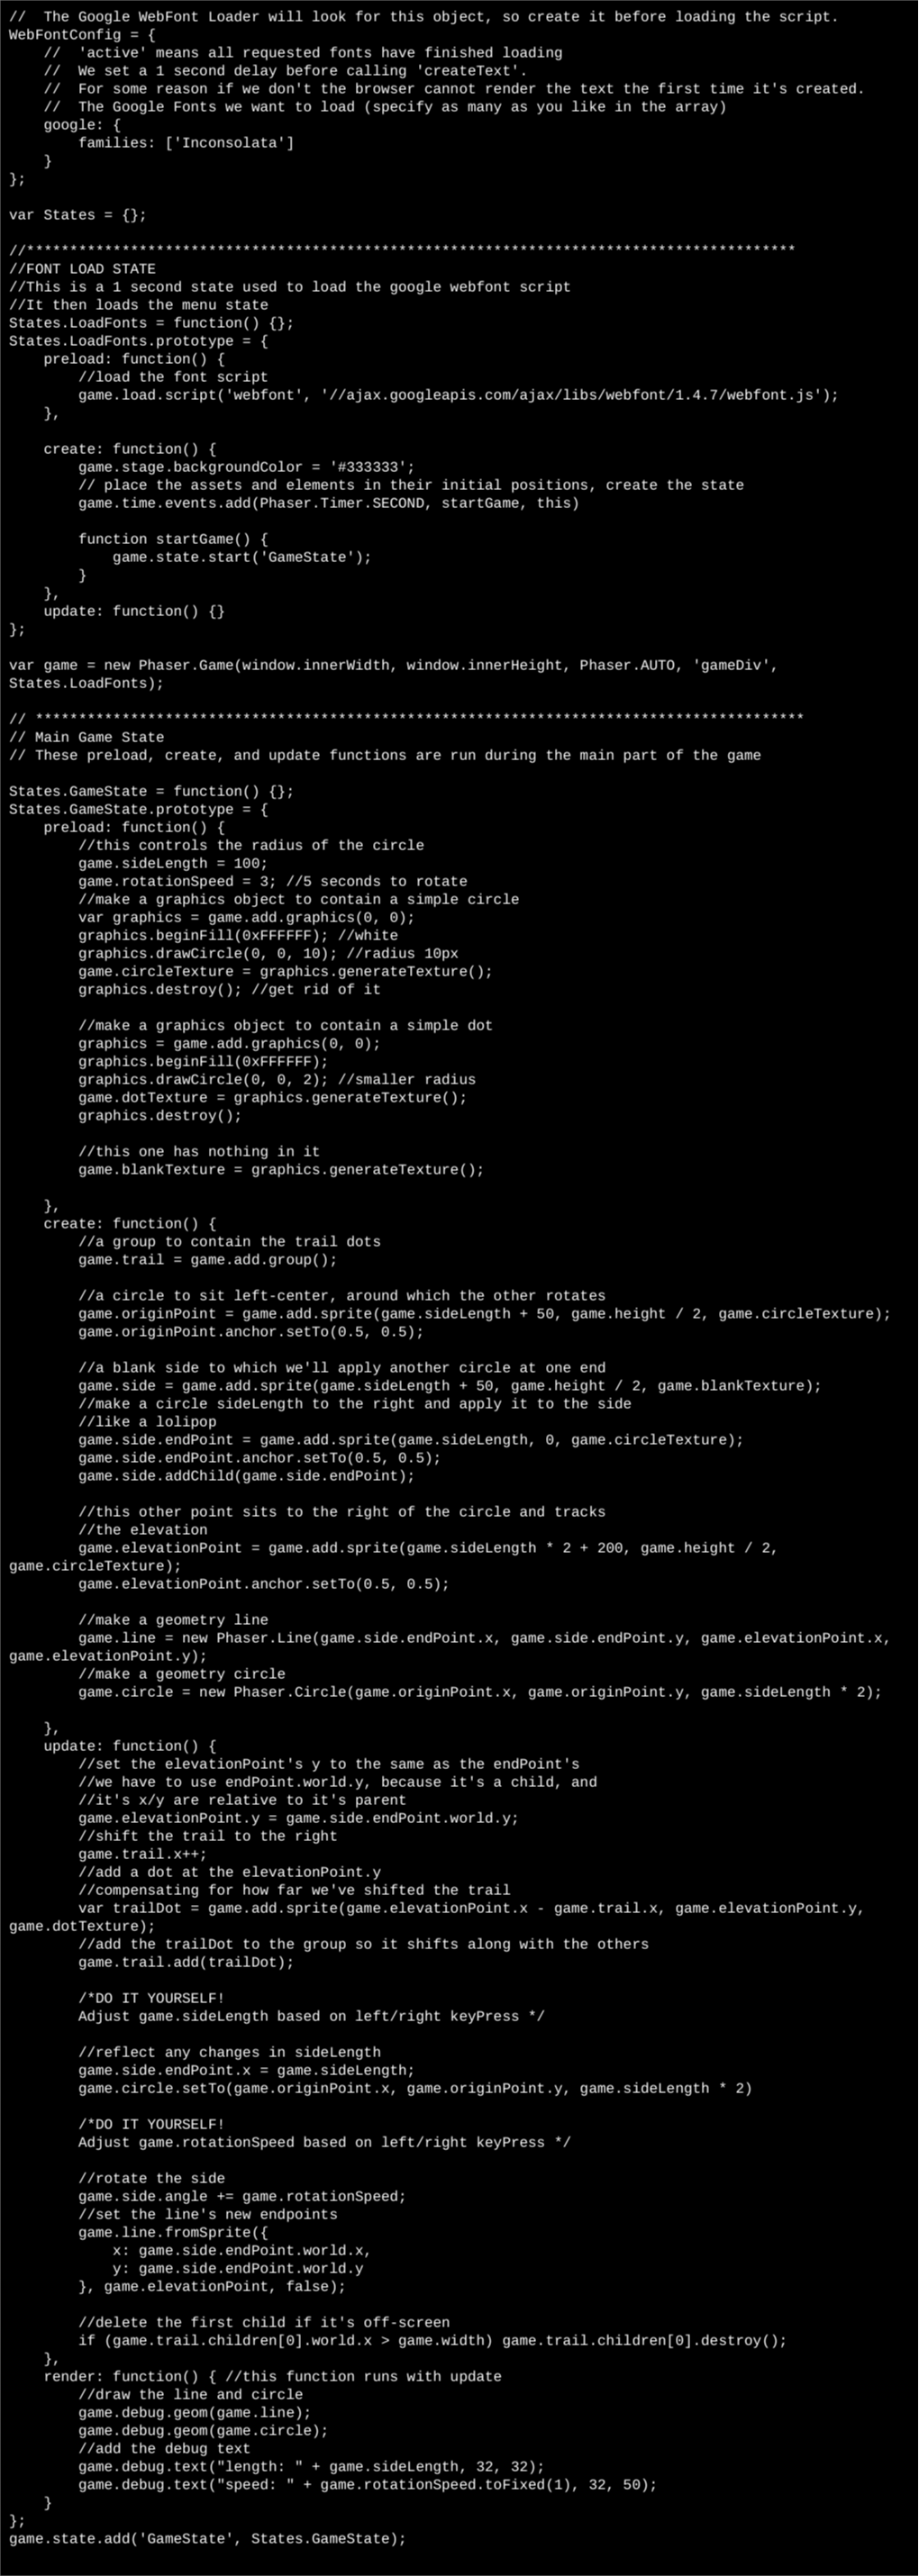 //  The Google WebFont Loader will look for this object, so create it before loading the script.
WebFontConfig = {
    //  'active' means all requested fonts have finished loading
    //  We set a 1 second delay before calling 'createText'.
    //  For some reason if we don't the browser cannot render the text the first time it's created.
    //  The Google Fonts we want to load (specify as many as you like in the array)
    google: {
        families: ['Inconsolata']
    }
};

var States = {};

//*****************************************************************************************
//FONT LOAD STATE
//This is a 1 second state used to load the google webfont script
//It then loads the menu state
States.LoadFonts = function() {};
States.LoadFonts.prototype = {
    preload: function() {
        //load the font script
        game.load.script('webfont', '//ajax.googleapis.com/ajax/libs/webfont/1.4.7/webfont.js');
    },

    create: function() {
        game.stage.backgroundColor = '#333333';
        // place the assets and elements in their initial positions, create the state
        game.time.events.add(Phaser.Timer.SECOND, startGame, this)

        function startGame() {
            game.state.start('GameState');
        }
    },
    update: function() {}
};

var game = new Phaser.Game(window.innerWidth, window.innerHeight, Phaser.AUTO, 'gameDiv',
States.LoadFonts);

// *****************************************************************************************
// Main Game State
// These preload, create, and update functions are run during the main part of the game

States.GameState = function() {};
States.GameState.prototype = {
    preload: function() {
        //this controls the radius of the circle
        game.sideLength = 100;
        game.rotationSpeed = 3; //5 seconds to rotate
        //make a graphics object to contain a simple circle
        var graphics = game.add.graphics(0, 0);
        graphics.beginFill(0xFFFFFF); //white
        graphics.drawCircle(0, 0, 10); //radius 10px
        game.circleTexture = graphics.generateTexture();
        graphics.destroy(); //get rid of it

        //make a graphics object to contain a simple dot
        graphics = game.add.graphics(0, 0);
        graphics.beginFill(0xFFFFFF);
        graphics.drawCircle(0, 0, 2); //smaller radius
        game.dotTexture = graphics.generateTexture();
        graphics.destroy();

        //this one has nothing in it
        game.blankTexture = graphics.generateTexture();

    },
    create: function() {
        //a group to contain the trail dots
        game.trail = game.add.group();

        //a circle to sit left-center, around which the other rotates
        game.originPoint = game.add.sprite(game.sideLength + 50, game.height / 2, game.circleTexture);
        game.originPoint.anchor.setTo(0.5, 0.5);

        //a blank side to which we'll apply another circle at one end
        game.side = game.add.sprite(game.sideLength + 50, game.height / 2, game.blankTexture);
        //make a circle sideLength to the right and apply it to the side
        //like a lolipop
        game.side.endPoint = game.add.sprite(game.sideLength, 0, game.circleTexture);
        game.side.endPoint.anchor.setTo(0.5, 0.5);
        game.side.addChild(game.side.endPoint);

        //this other point sits to the right of the circle and tracks
        //the elevation
        game.elevationPoint = game.add.sprite(game.sideLength * 2 + 200, game.height / 2,
game.circleTexture);
        game.elevationPoint.anchor.setTo(0.5, 0.5);

        //make a geometry line
        game.line = new Phaser.Line(game.side.endPoint.x, game.side.endPoint.y, game.elevationPoint.x,
game.elevationPoint.y);
        //make a geometry circle
        game.circle = new Phaser.Circle(game.originPoint.x, game.originPoint.y, game.sideLength * 2);

    },
    update: function() {
        //set the elevationPoint's y to the same as the endPoint's
        //we have to use endPoint.world.y, because it's a child, and
        //it's x/y are relative to it's parent
        game.elevationPoint.y = game.side.endPoint.world.y;
        //shift the trail to the right
        game.trail.x++;
        //add a dot at the elevationPoint.y
        //compensating for how far we've shifted the trail
        var trailDot = game.add.sprite(game.elevationPoint.x - game.trail.x, game.elevationPoint.y,
game.dotTexture);
        //add the trailDot to the group so it shifts along with the others
        game.trail.add(trailDot);

        /*DO IT YOURSELF!
        Adjust game.sideLength based on left/right keyPress */

        //reflect any changes in sideLength
        game.side.endPoint.x = game.sideLength;
        game.circle.setTo(game.originPoint.x, game.originPoint.y, game.sideLength * 2)

        /*DO IT YOURSELF!
        Adjust game.rotationSpeed based on left/right keyPress */

        //rotate the side
        game.side.angle += game.rotationSpeed;
        //set the line's new endpoints
        game.line.fromSprite({
            x: game.side.endPoint.world.x,
            y: game.side.endPoint.world.y
        }, game.elevationPoint, false);

        //delete the first child if it's off-screen
        if (game.trail.children[0].world.x > game.width) game.trail.children[0].destroy();
    },
    render: function() { //this function runs with update
        //draw the line and circle
        game.debug.geom(game.line);
        game.debug.geom(game.circle);
        //add the debug text
        game.debug.text("length: " + game.sideLength, 32, 32);
        game.debug.text("speed: " + game.rotationSpeed.toFixed(1), 32, 50);
    }
};
game.state.add('GameState', States.GameState);